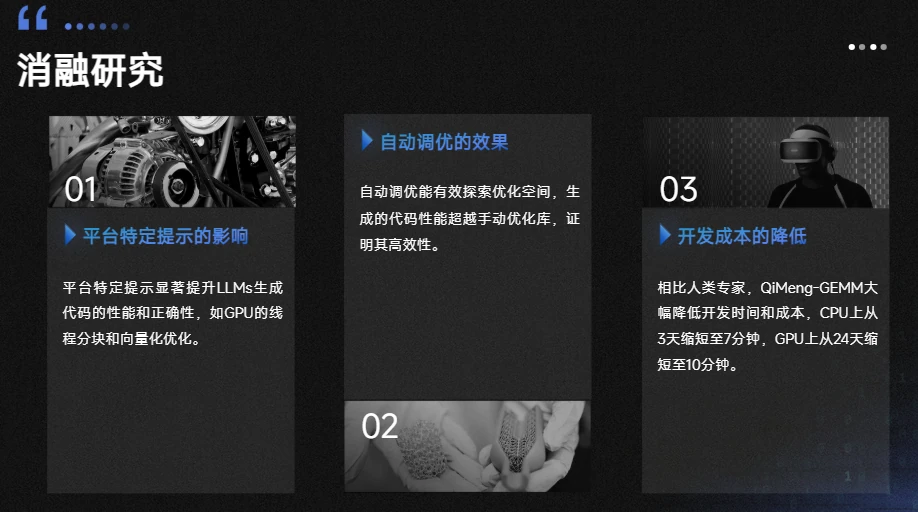 消融研究
01
平台特定提示的影响
平台特定提示显著提升LLMs生成
代码的性能和正确性，如GPU的线
程分块和向量化优化。
自动调优的效果
自动调优能有效探索优化空间，生
成的代码性能超越手动优化库，证
明其高效性。
02
03
开发成本的降低
相比人类专家，QiMeng-GEMM大
幅降低开发时间和成本，CPU上从
3天缩短至7分钟，GPU上从24天缩
短至10分钟。